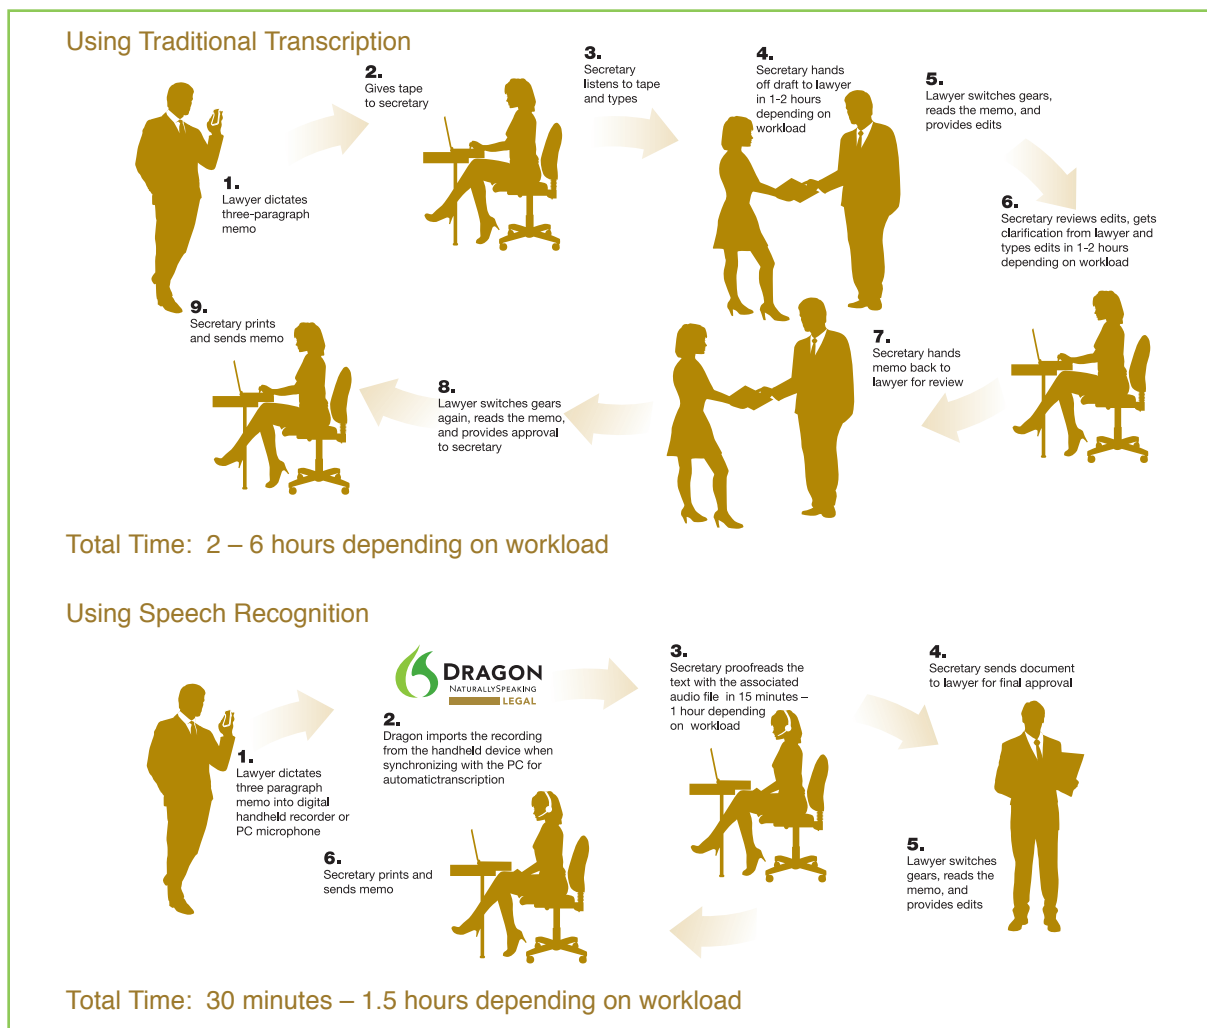 Using Traditional Transcription
1.
Lawyer dictates
three-paragraph
memo
2.
Gives tape
to secretary
3.
Secretary
listens to tape
and types
4.
Secretary hands
off draft to lawyer
in 1-2 hours
depending on
workload
5.
Lawyer switches gears,
reads the memo, and
provides edits
6.
Secretary reviews edits, gets
clarification from lawyer and
types edits in 1-2 hours
depending on workload
7.
Secretary hands
memo back to
lawyer for review
8.
Lawyer switches gears
again, reads the memo,
and provides approval
to secretary
9.
Secretary prints
and sends memo
Total Time: 2 – 6 hours depending on workload
Using Speech Recognition
1.
Lawyer dictates
three paragraph
memo into digital
handheld recorder or
PC microphone
DRAGON
NATURALLYSPEAKING
LEGAL
2.
Dragon imports the recording
from the handheld device when
synchronizing with the PC for
automatictranscription
3.
Secretary proofreads the
text with the associated
audio file in 15 minutes –
1 hour depending
on workload
4.
Secretary sends document
to lawyer for final approval
5.
Lawyer switches
gears, reads the
memo, and
provides edits
6.
Secretary prints and
sends memo
Total Time: 30 minutes – 1.5 hours depending on workload